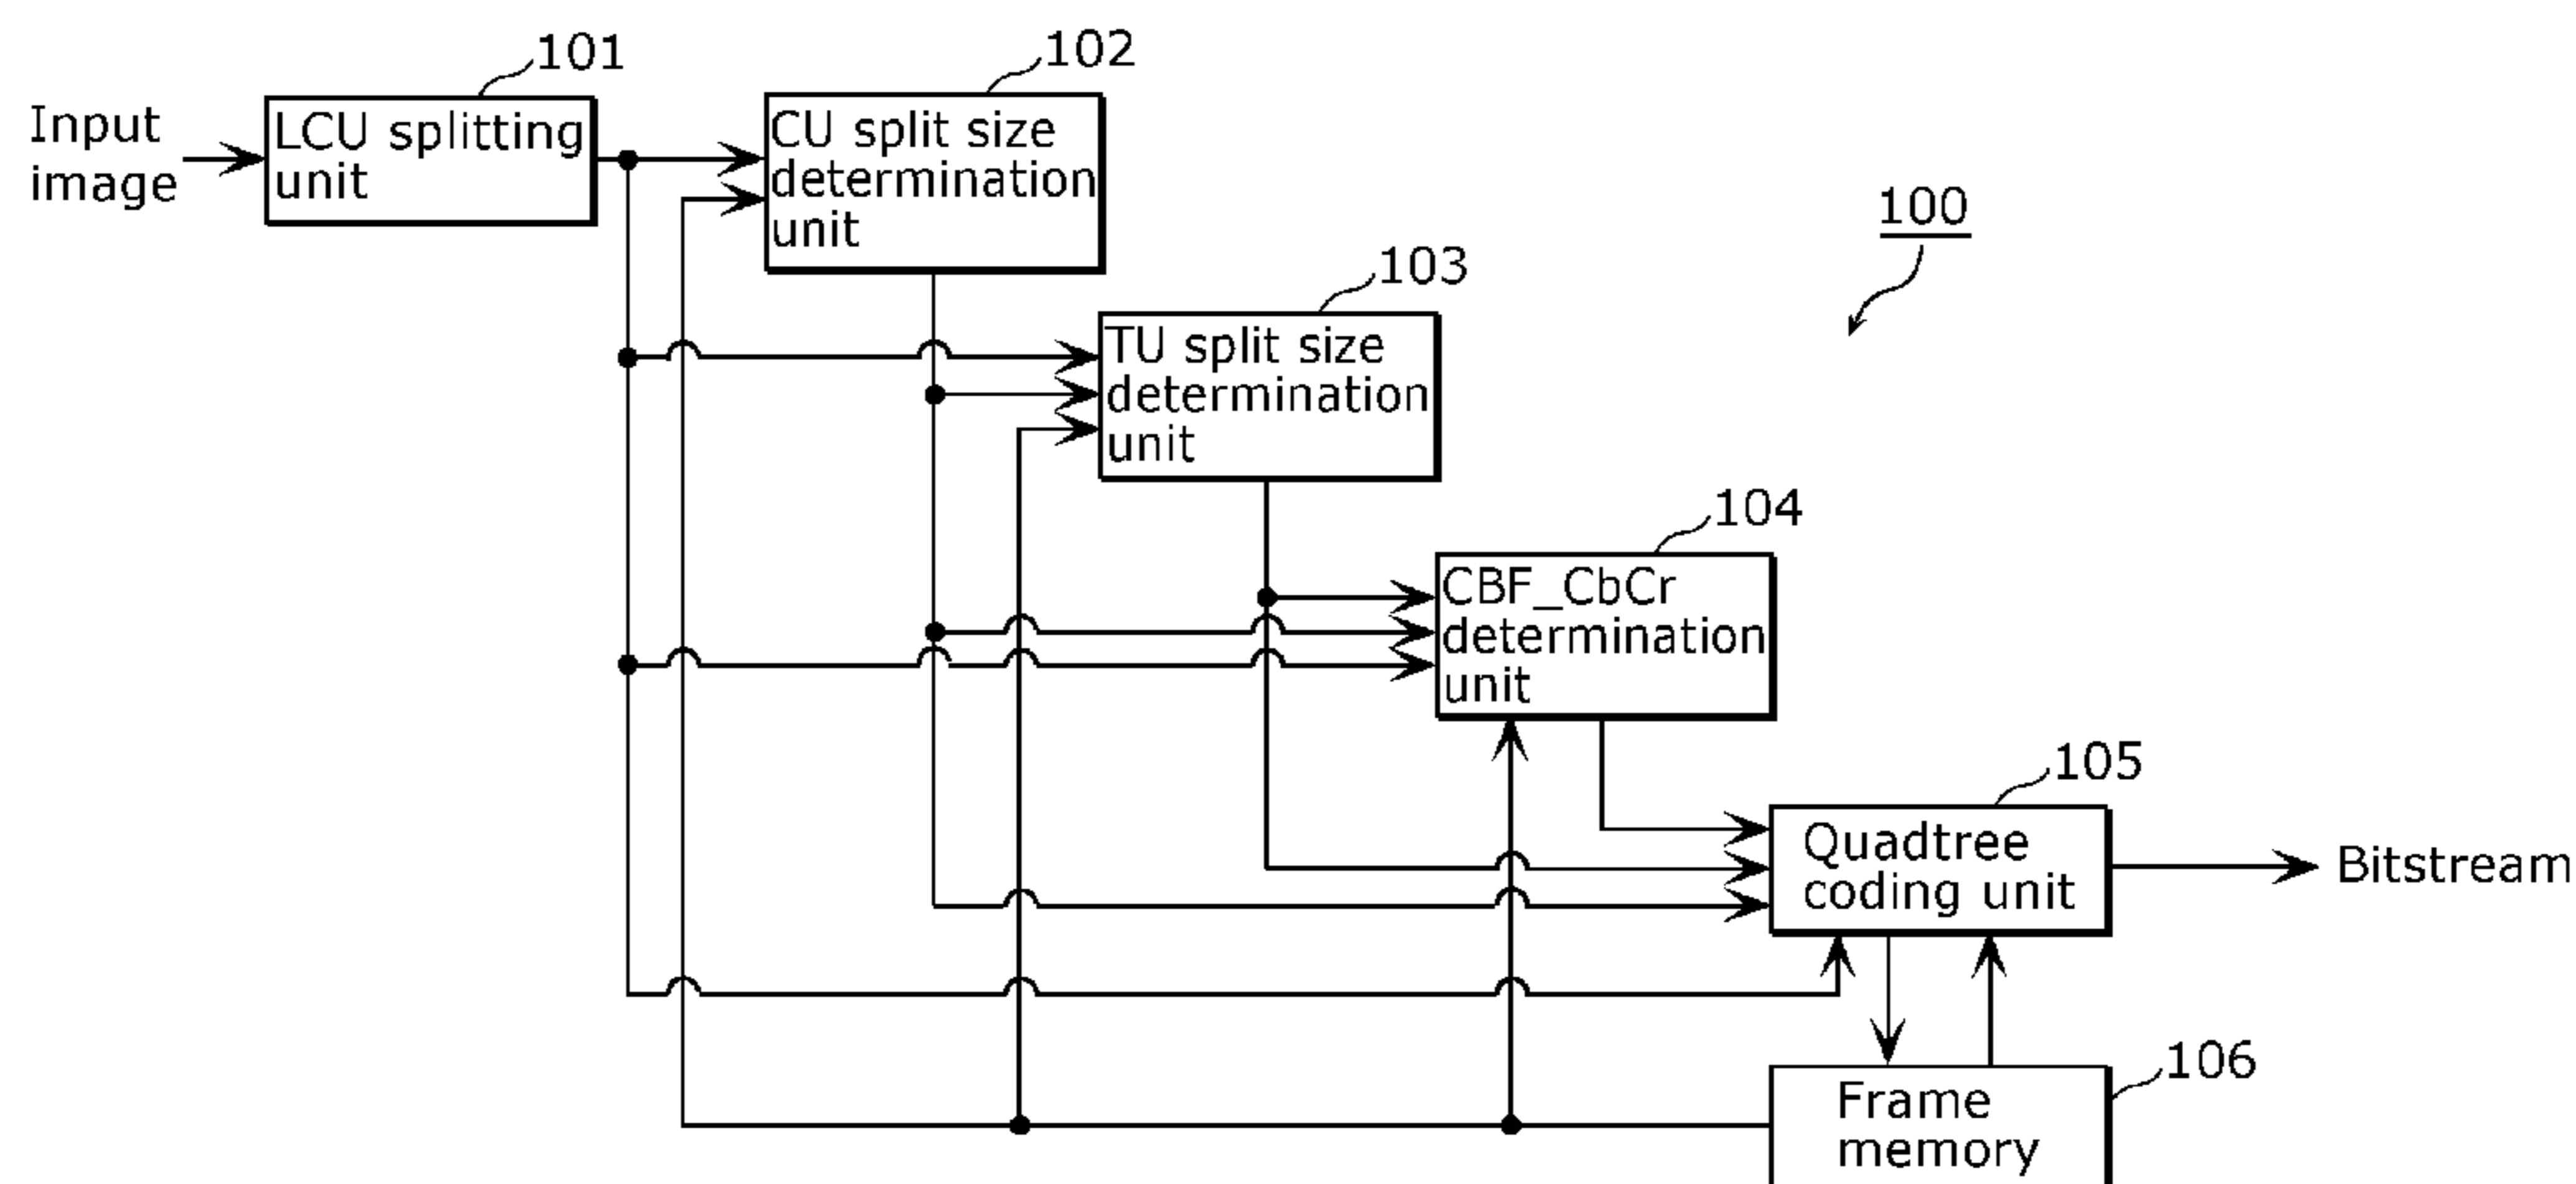 101
102
Input
image
LCU splitting
unit
CU split size
determination
unit
100
103
TU split size
determination
unit
104
CBF_CbCr
determination
unit
105
Quadtree
coding unit
Bitstream
106
Frame
memory